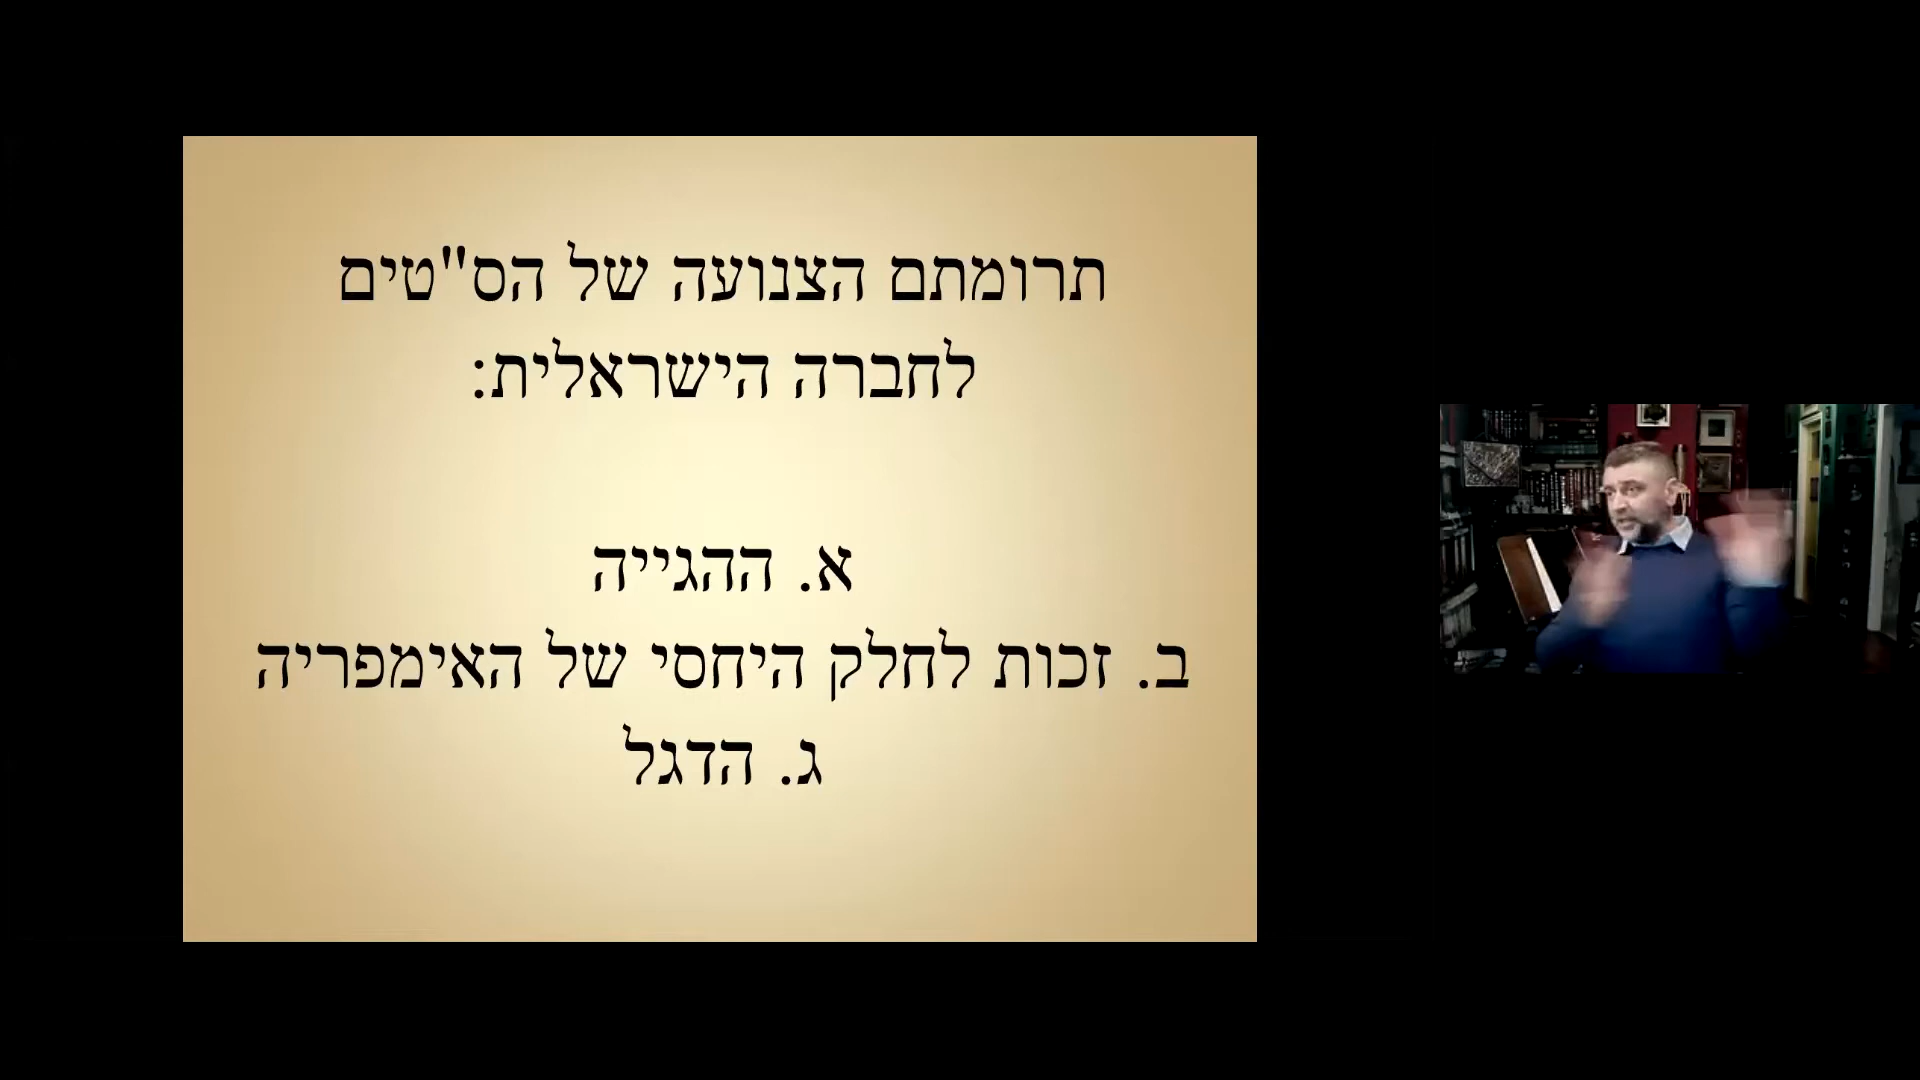 תרומתם הצנועה של הס"טים
לחברה הישראלית:
א. ההגייה
ב. זכות לחלק היחסי של האימפריה
ג. הדגל